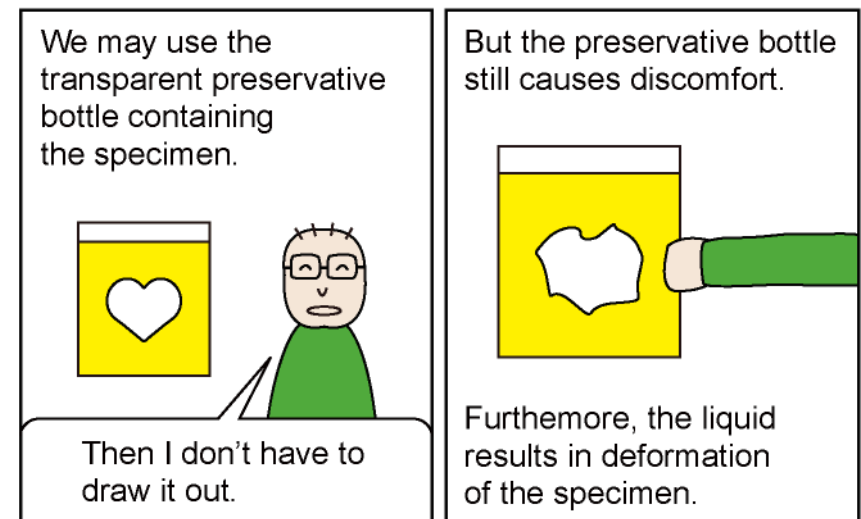 We may use the
transparent preservative
bottle containing
the specimen.
Then I don't have to
draw it out.
But the preservative bottle
still causes discomfort.
Furthemore, the liquid
results in deformation
of the specimen.